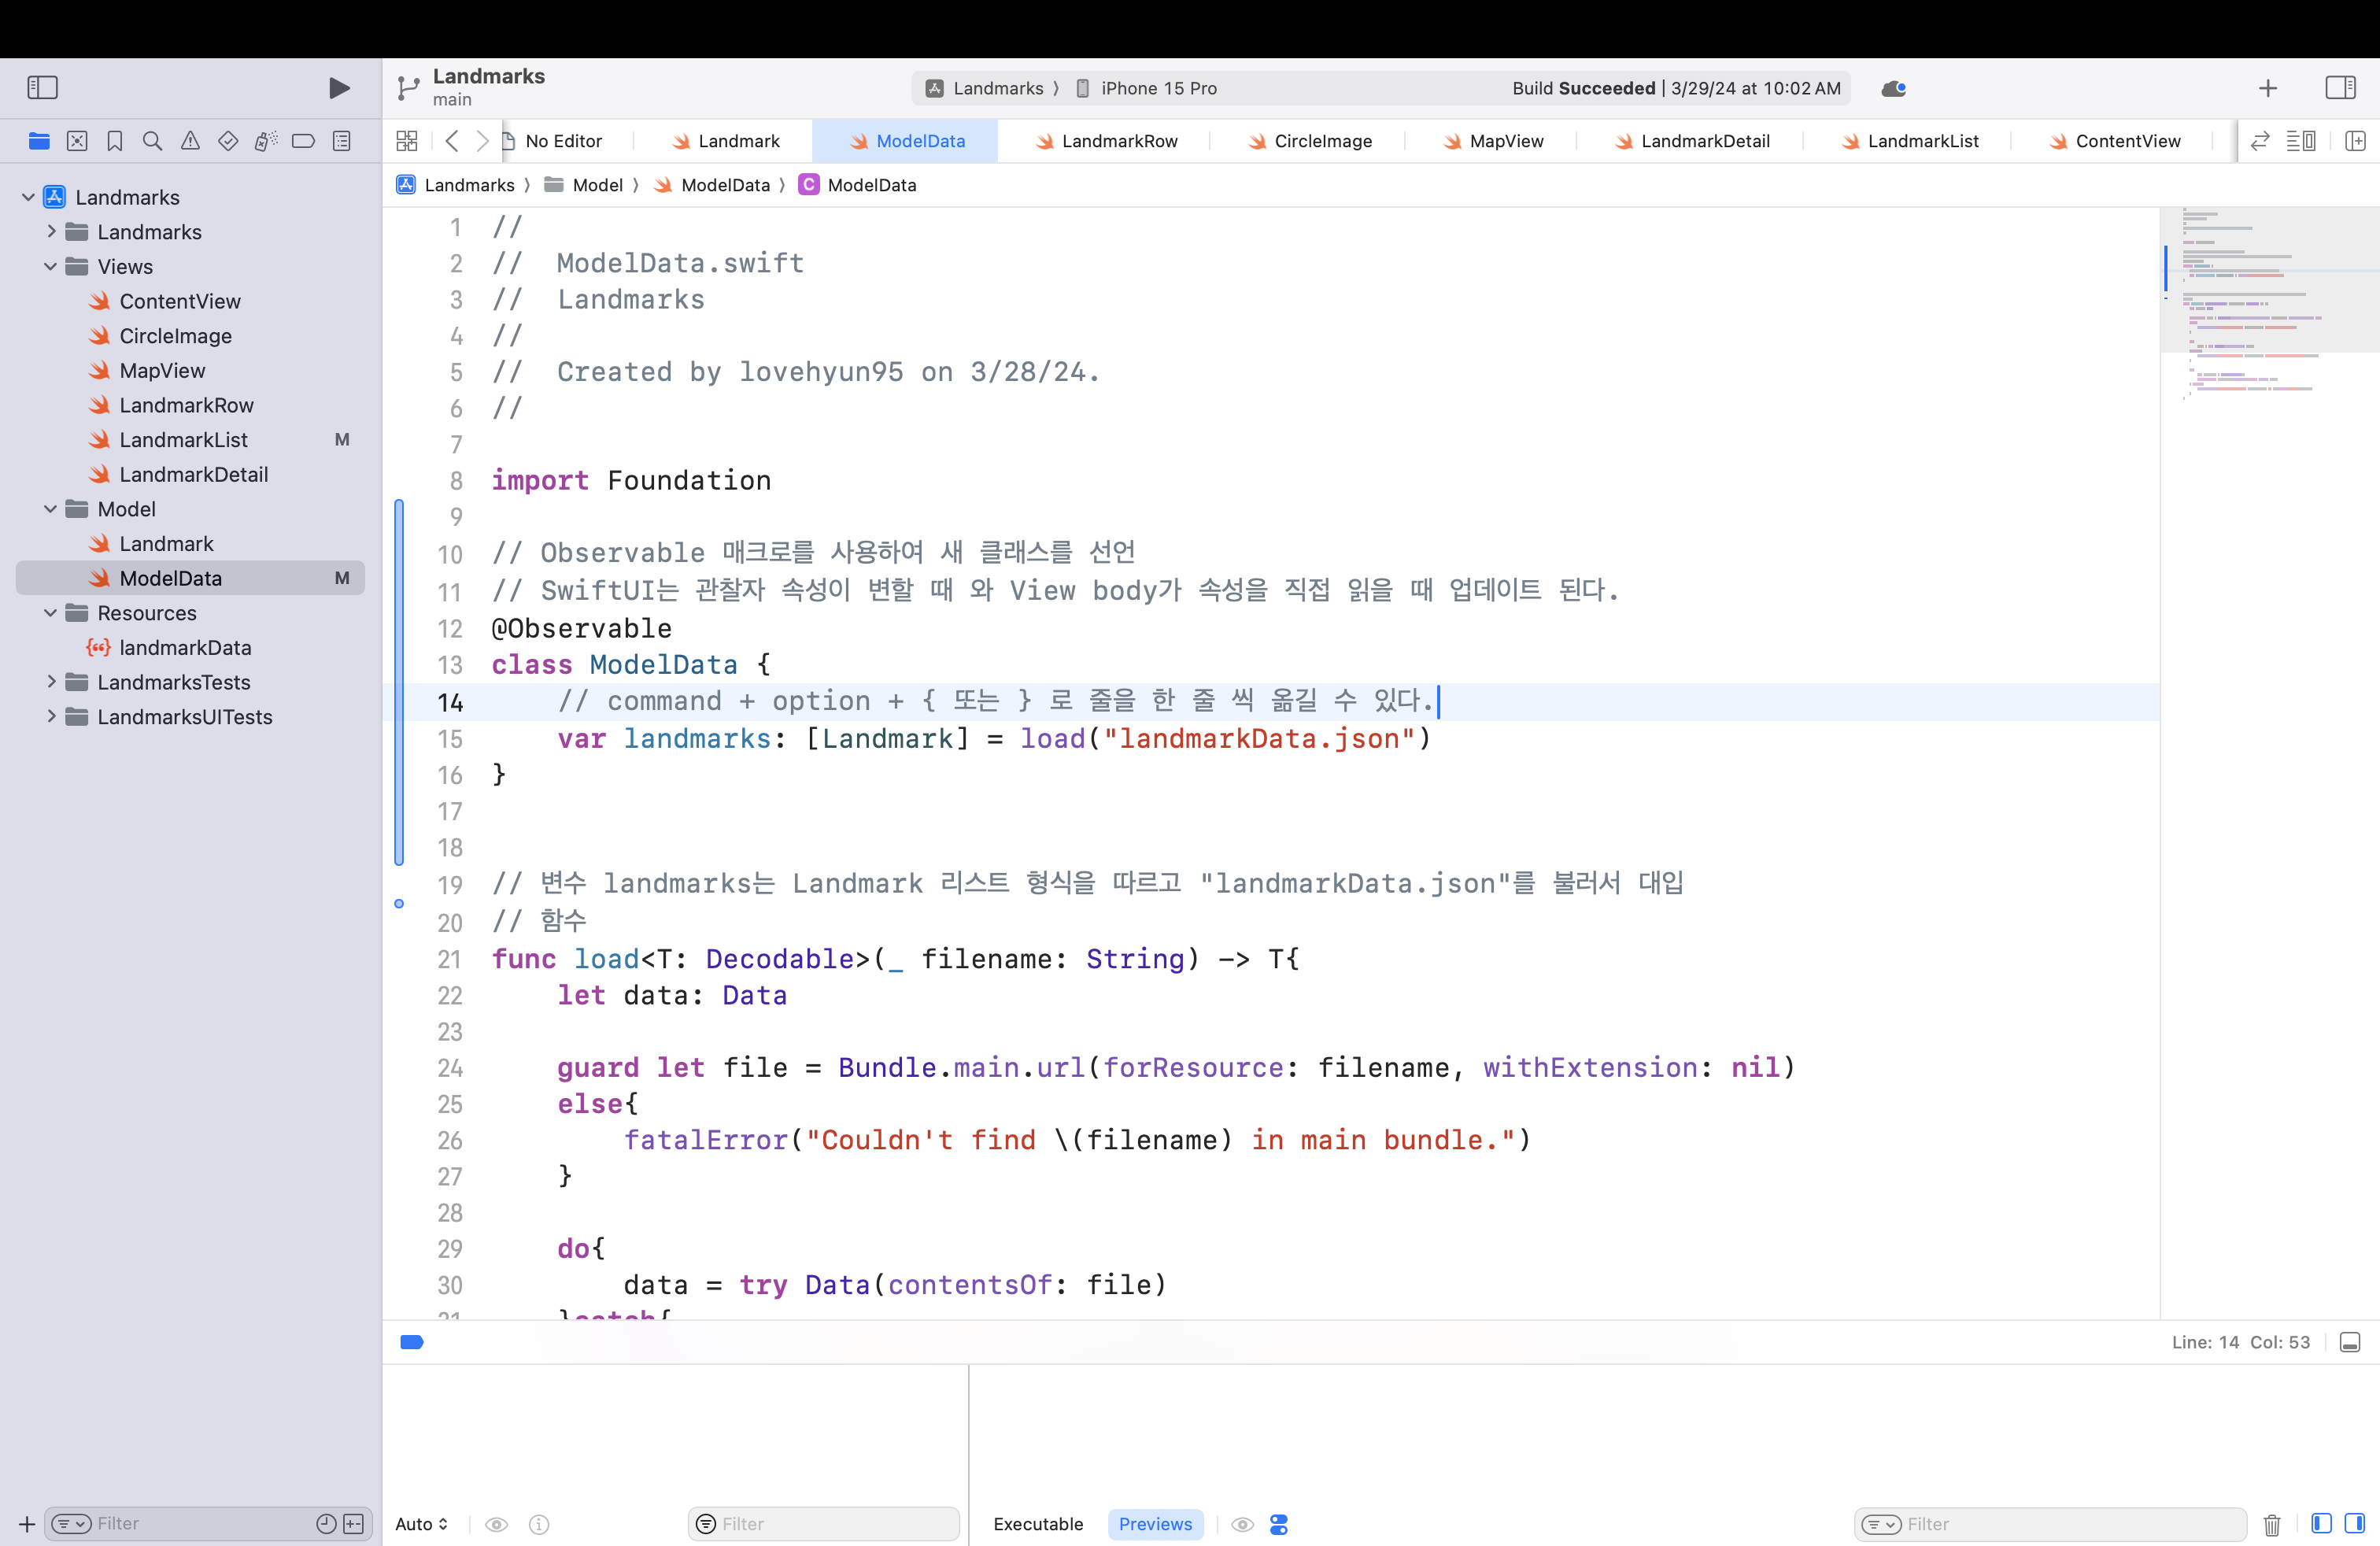 Landmarks
main
Landmarks 〉 iPhone 15 Pro
Build Succeeded | 3/29/24 at 10:02 AM
No Editor
Landmark
ModelData
LandmarkRow
CircleImage
MapView
LandmarkDetail
LandmarkList
ContentView
Landmarks 〉 Model 〉 ModelData 〉 C ModelData
Landmarks
Landmarks
Views
ContentView
CircleImage
MapView
LandmarkRow
LandmarkList M
LandmarkDetail
Model
Landmark
ModelData M
Resources
landmarkData
LandmarksTests
LandmarksUITests
Filter
1 //
2 //  ModelData.swift
3 //  Landmarks
4 //
5 //  Created by lovehyun95 on 3/28/24.
6 //
7
8 import Foundation
9
10 // Observable 매크로를 사용하여 새 클래스를 선언
11 // SwiftUI는 관찰자 속성이 변할 때 와 View body가 속성을 직접 읽을 때 업데이트 된다.
12 @Observable
13 class ModelData {
14     // command + option + { 또는 } 로 줄을 한 줄 씩 옮길 수 있다.
15     var landmarks: [Landmark] = load("landmarkData.json")
16 }
17
18
19 // 변수 landmarks는 Landmark 리스트 형식을 따르고 "landmarkData.json"를 불러서 대입
20 // 함수
21 func load<T: Decodable>(_ filename: String) -> T{
22     let data: Data
23
24     guard let file = Bundle.main.url(forResource: filename, withExtension: nil)
25     else{
26         fatalError("Couldn't find \(filename) in main bundle.")
27     }
28
29     do{
30         data = try Data(contentsOf: file)
31     }catch{
Line: 14 Col: 53
Auto
Filter
Executable
Previews
Filter